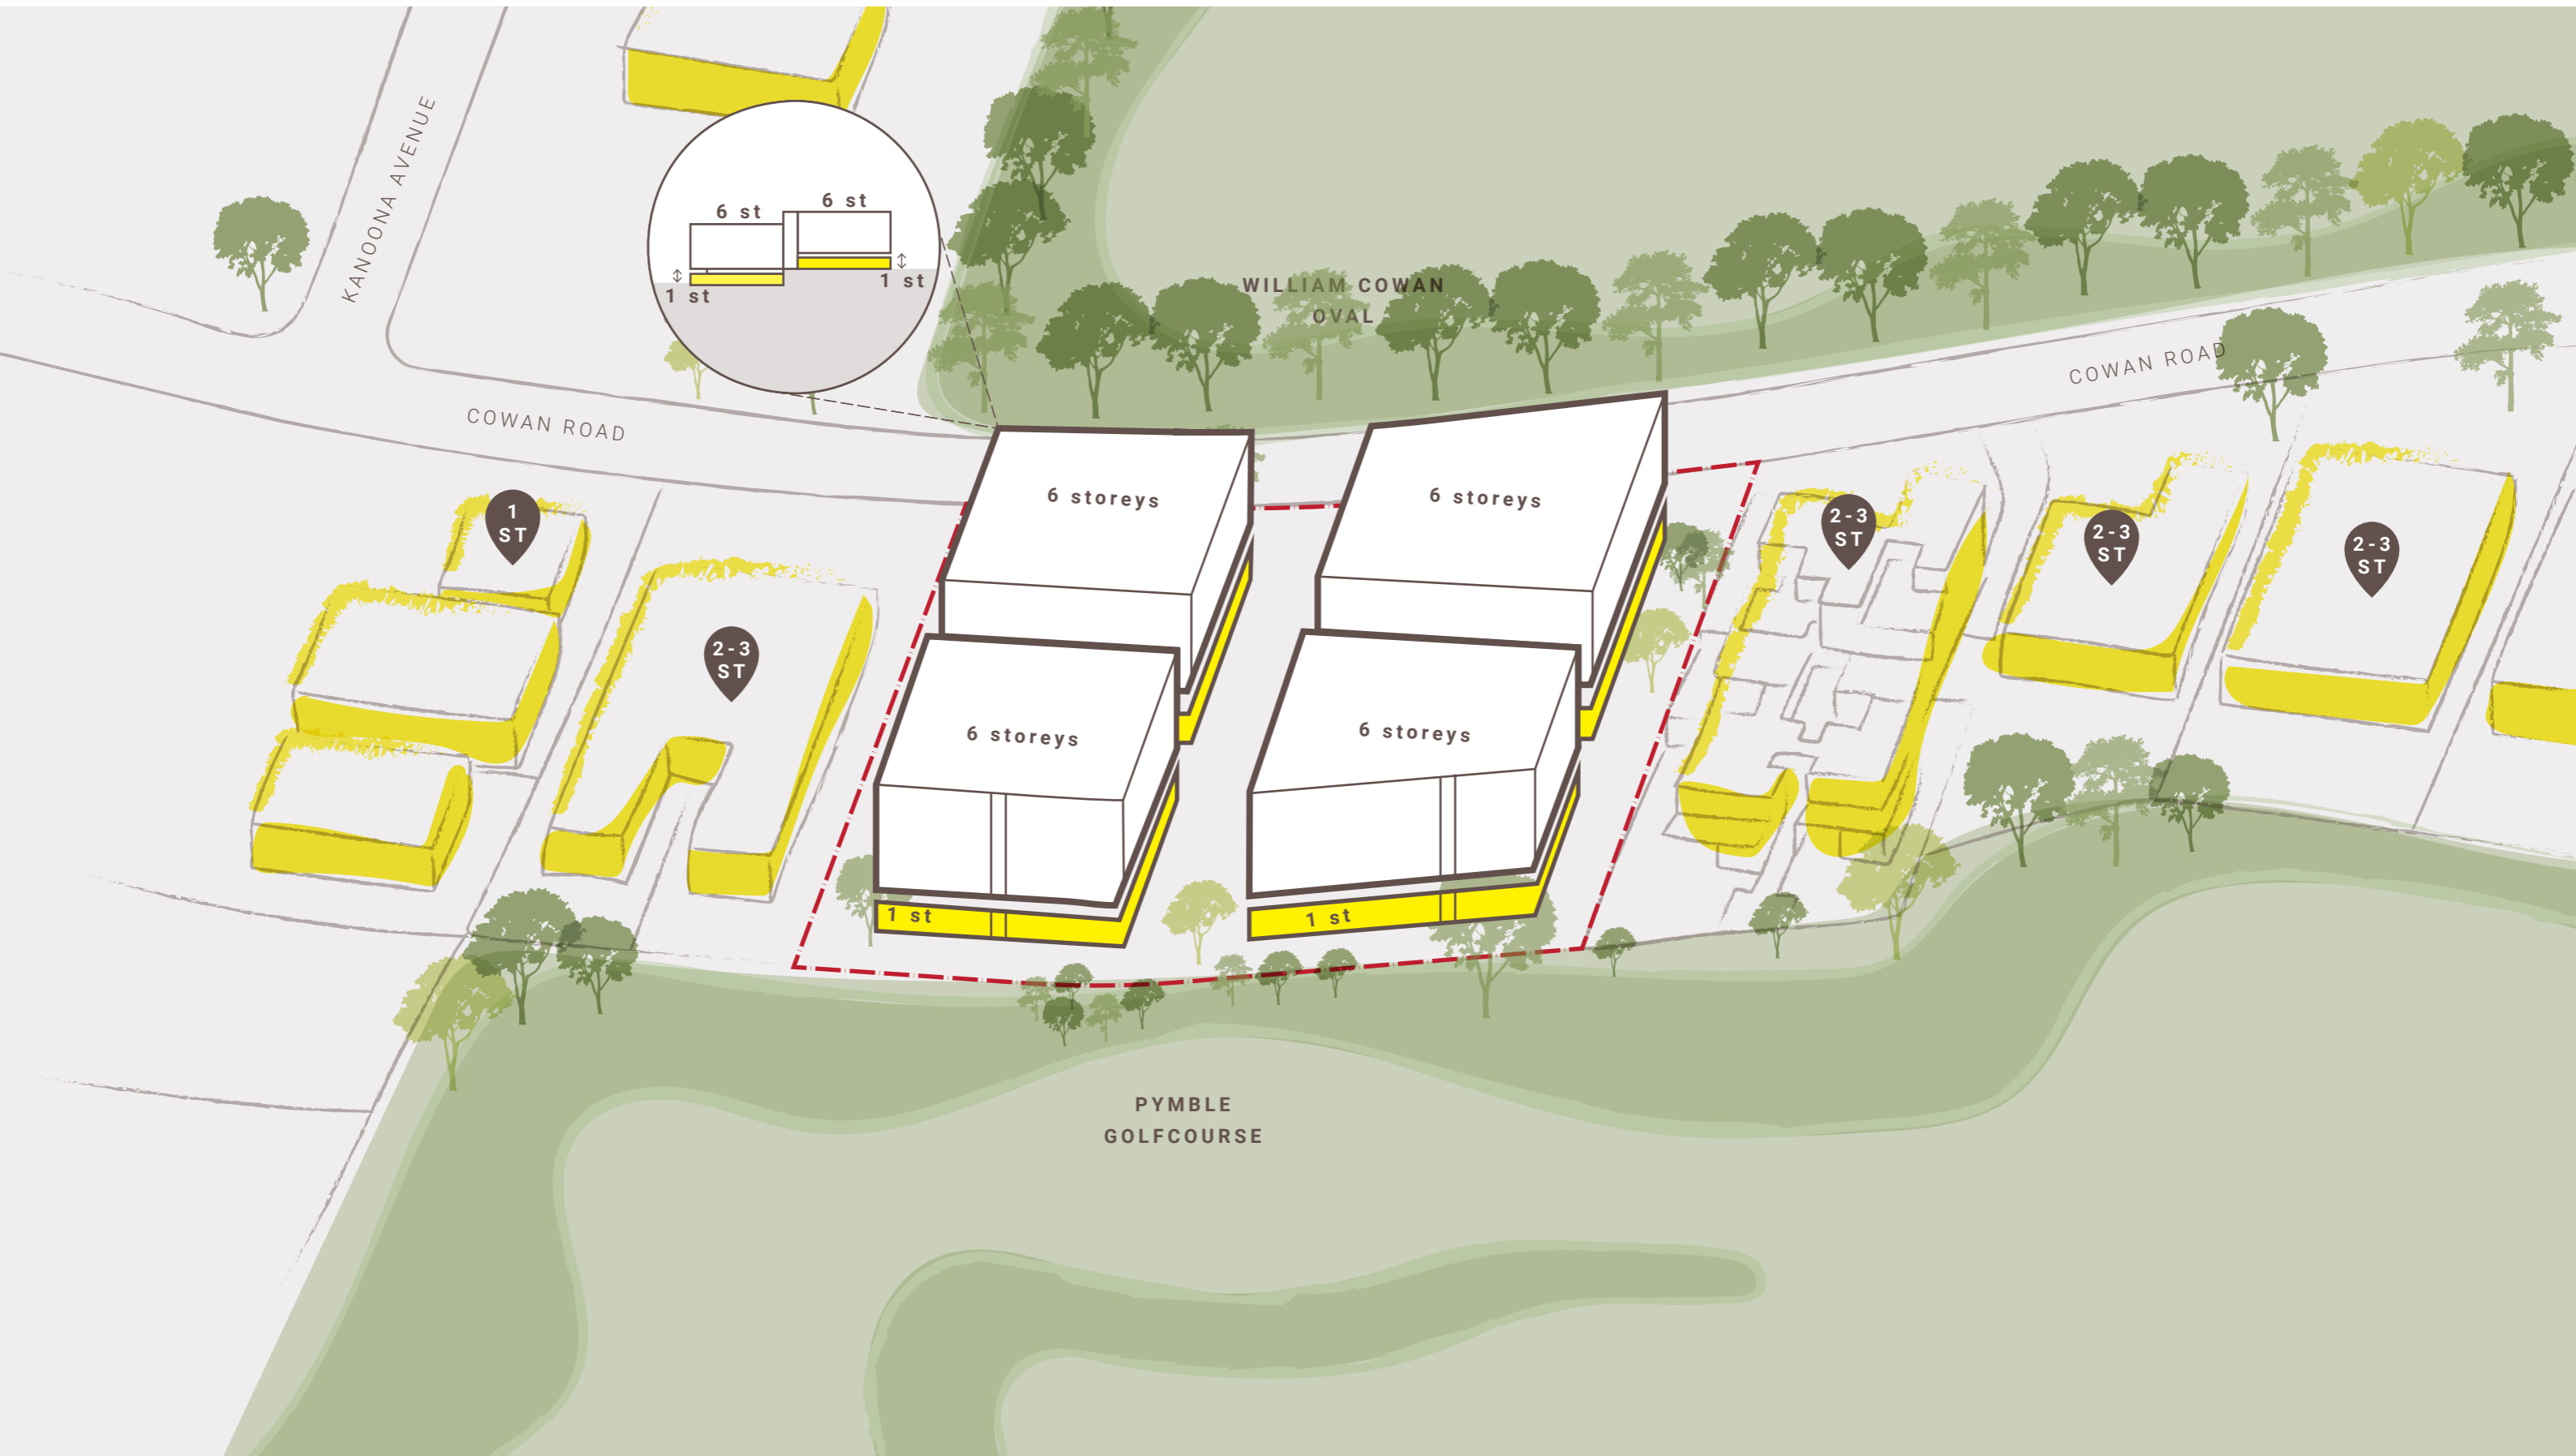 KANOONA AVENUE
6 st
6 st
1 st
1 st
WILLIAM COWAN
OVAL
COWAN ROAD
COWAN ROAD
6 storeys
6 storeys
1
ST
2-3
ST
2-3
ST
2-3
ST
2-3
ST
6 storeys
6 storeys
1 st
1 st
PYMBLE
GOLFCOURSE